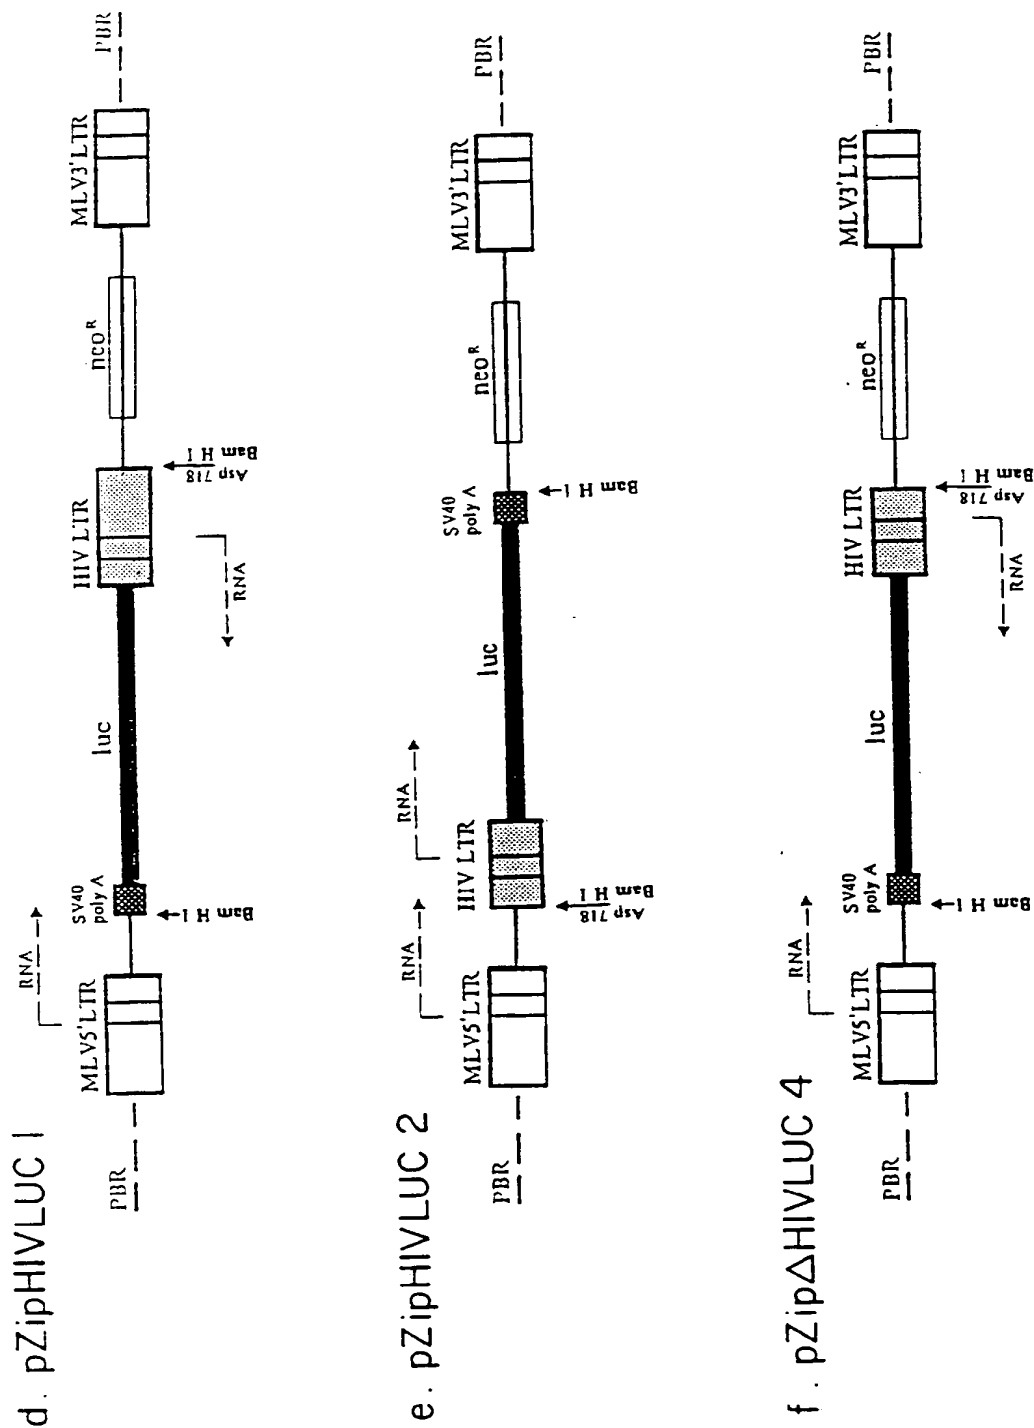 d. pZipHIVLUC 1
PBR
MLV5'LTR
RNA
SV40
poly A
Bam H I
luc
HIV LTR
RNA
Asp 718
Bam H I
neoR
MLV3'LTR
PBR
e. pZipHIVLUC 2
PBR
MLV5'LTR
RNA
HIV LTR
Asp 718
Bam H I
RNA
luc
SV40
poly A
Bam H I
neoR
MLV3'LTR
PBR
f. pZipΔHIVLUC 4
PBR
MLV5'LTR
RNA
SV40
poly A
Bam H I
luc
HIV LTR
RNA
Asp 718
Bam H I
neoR
MLV3'LTR
PBR